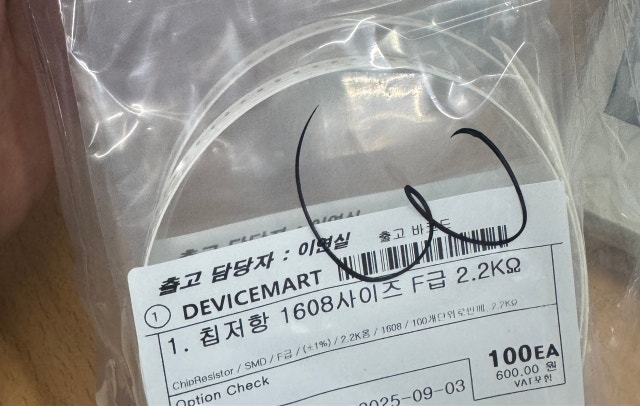 출고 담당자 : 이면실
출고 바코드
① DEVICEMART
1. 칩저항 1608사이즈 F급 2.2KΩ
ChipResistor / SMD / F급 / (±1%) / 2.2K옴 / 1608 / 100개단위로판매, 2.2KΩ
100EA
600.00 원
VAT포함
Option Check
2025-09-03